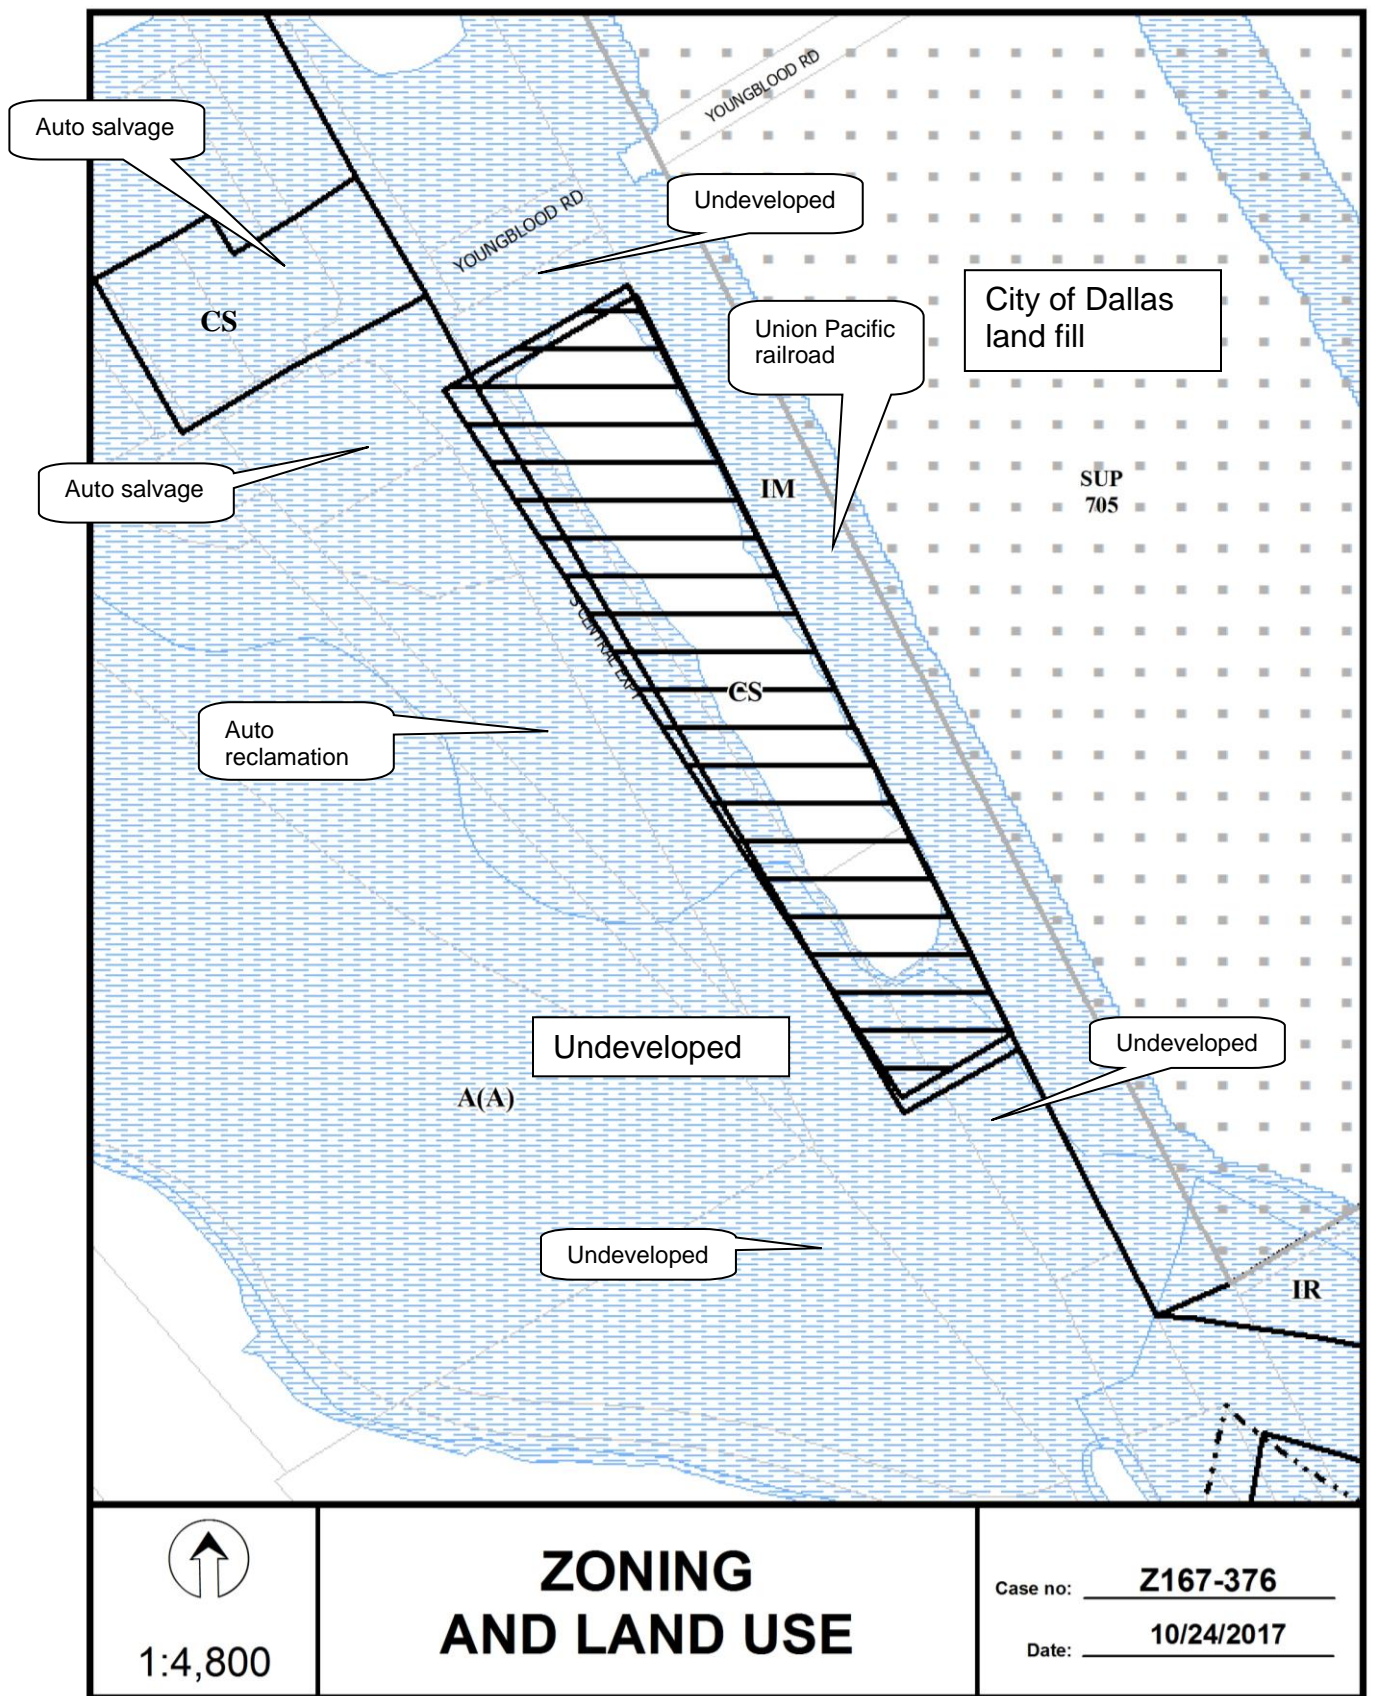 YOUNGBLOOD RD
Auto salvage
Undeveloped
YOUNGBLOOD RD
City of Dallas
land fill
CS
Union Pacific
railroad
IM
SUP
705
Auto salvage
S CENTRAL EXPY
CS
Auto
reclamation
Undeveloped
Undeveloped
A(A)
Undeveloped
IR
1:4,800
ZONING
AND LAND USE
Case no: Z167-376
Date: 10/24/2017